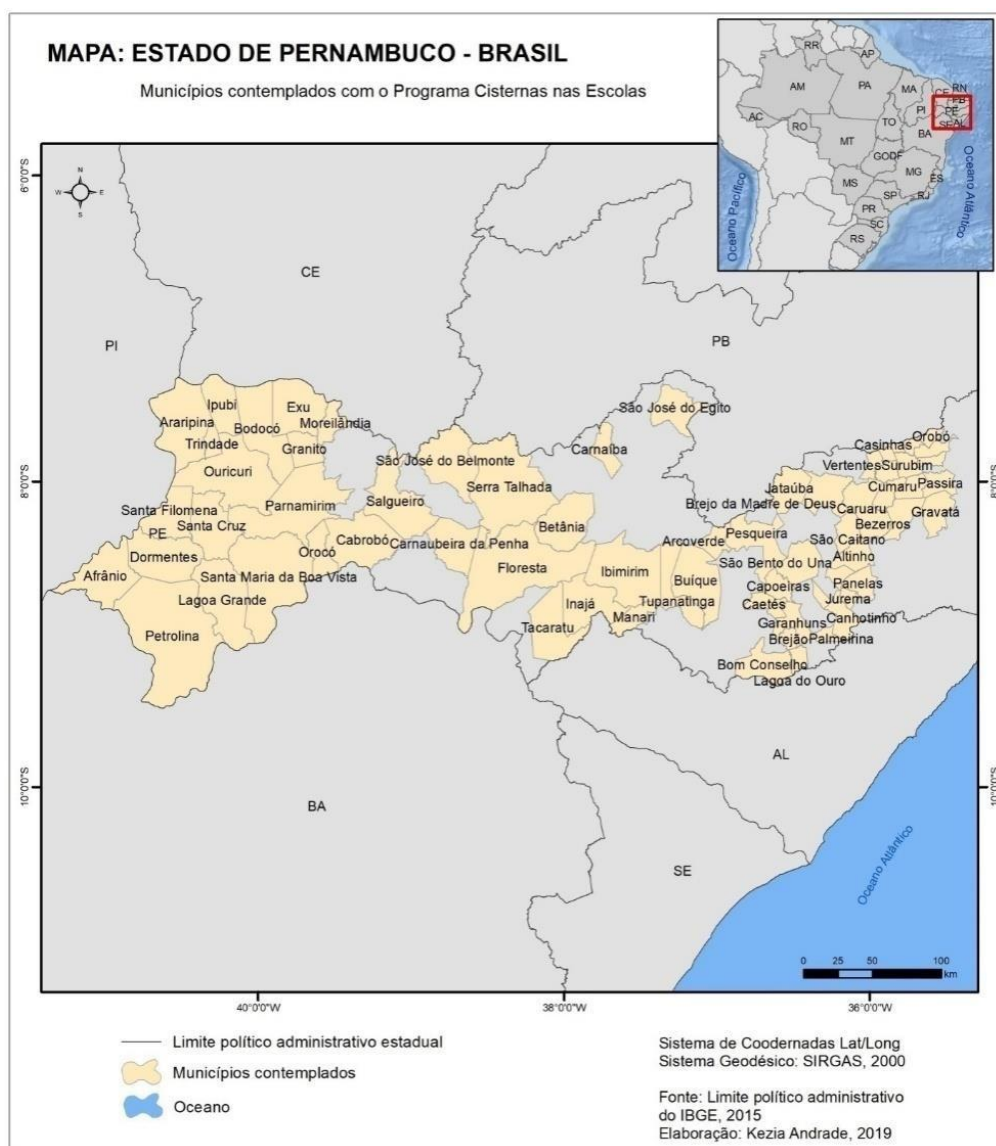 MAPA: ESTADO DE PERNAMBUCO - BRASIL
Municípios contemplados com o Programa Cisternas nas Escolas
RR
AP
AM
PA
MA
CE
RN
PB
PI
PE
AC
RO
TO
SE
AL
BA
MT
GO
DF
MG
ES
MS
SP
RJ
PR
SC
RS
Oceano Pacífico
Oceano Atlântico
6°0'0"S
N
W
E
S
CE
PI
PB
Ipubi
Exu
Araripina
Bodocó
Moreilândia
Trindade
Granito
Ouricuri
São José do Egito
Carnaíba
São José do Belmonte
Serra Talhada
Casinhas
Orobó
Vertentes
Surubim
8°0'0"S
8°0'0"S
Santa Filomena
Parnamirim
Salgueiro
Jataúba
Cumaru
Passira
Brejo da Madre de Deus
Caruaru
Gravatá
Santa Cruz
PE
Betânia
Bezerros
Pesqueira
Arcoverde
São Caitano
Cabrobó
Carnaubeira da Penha
Orocó
Dormentes
Altinho
Floresta
Ibimirim
São Bento do Una
Afrânio
Santa Maria da Boa Vista
Buíque
Capoeiras
Panelas
Lagoa Grande
Inajá
Tupanatinga
Caetés
Jurema
Manari
Canhotinho
Tacaratu
Garanhuns
Petrolina
Brejão
Palmeirina
Bom Conselho
Lagoa do Ouro
AL
10°0'0"S
10°0'0"S
BA
SE
Oceano Atlântico
0 25 50 100
km
40°0'0"W
38°0'0"W
36°0'0"W
Limite político administrativo estadual
Municípios contemplados
Oceano
Sistema de Coodernadas Lat/Long
Sistema Geodésico: SIRGAS, 2000
Fonte: Limite político administrativo
do IBGE, 2015
Elaboração: Kezia Andrade, 2019